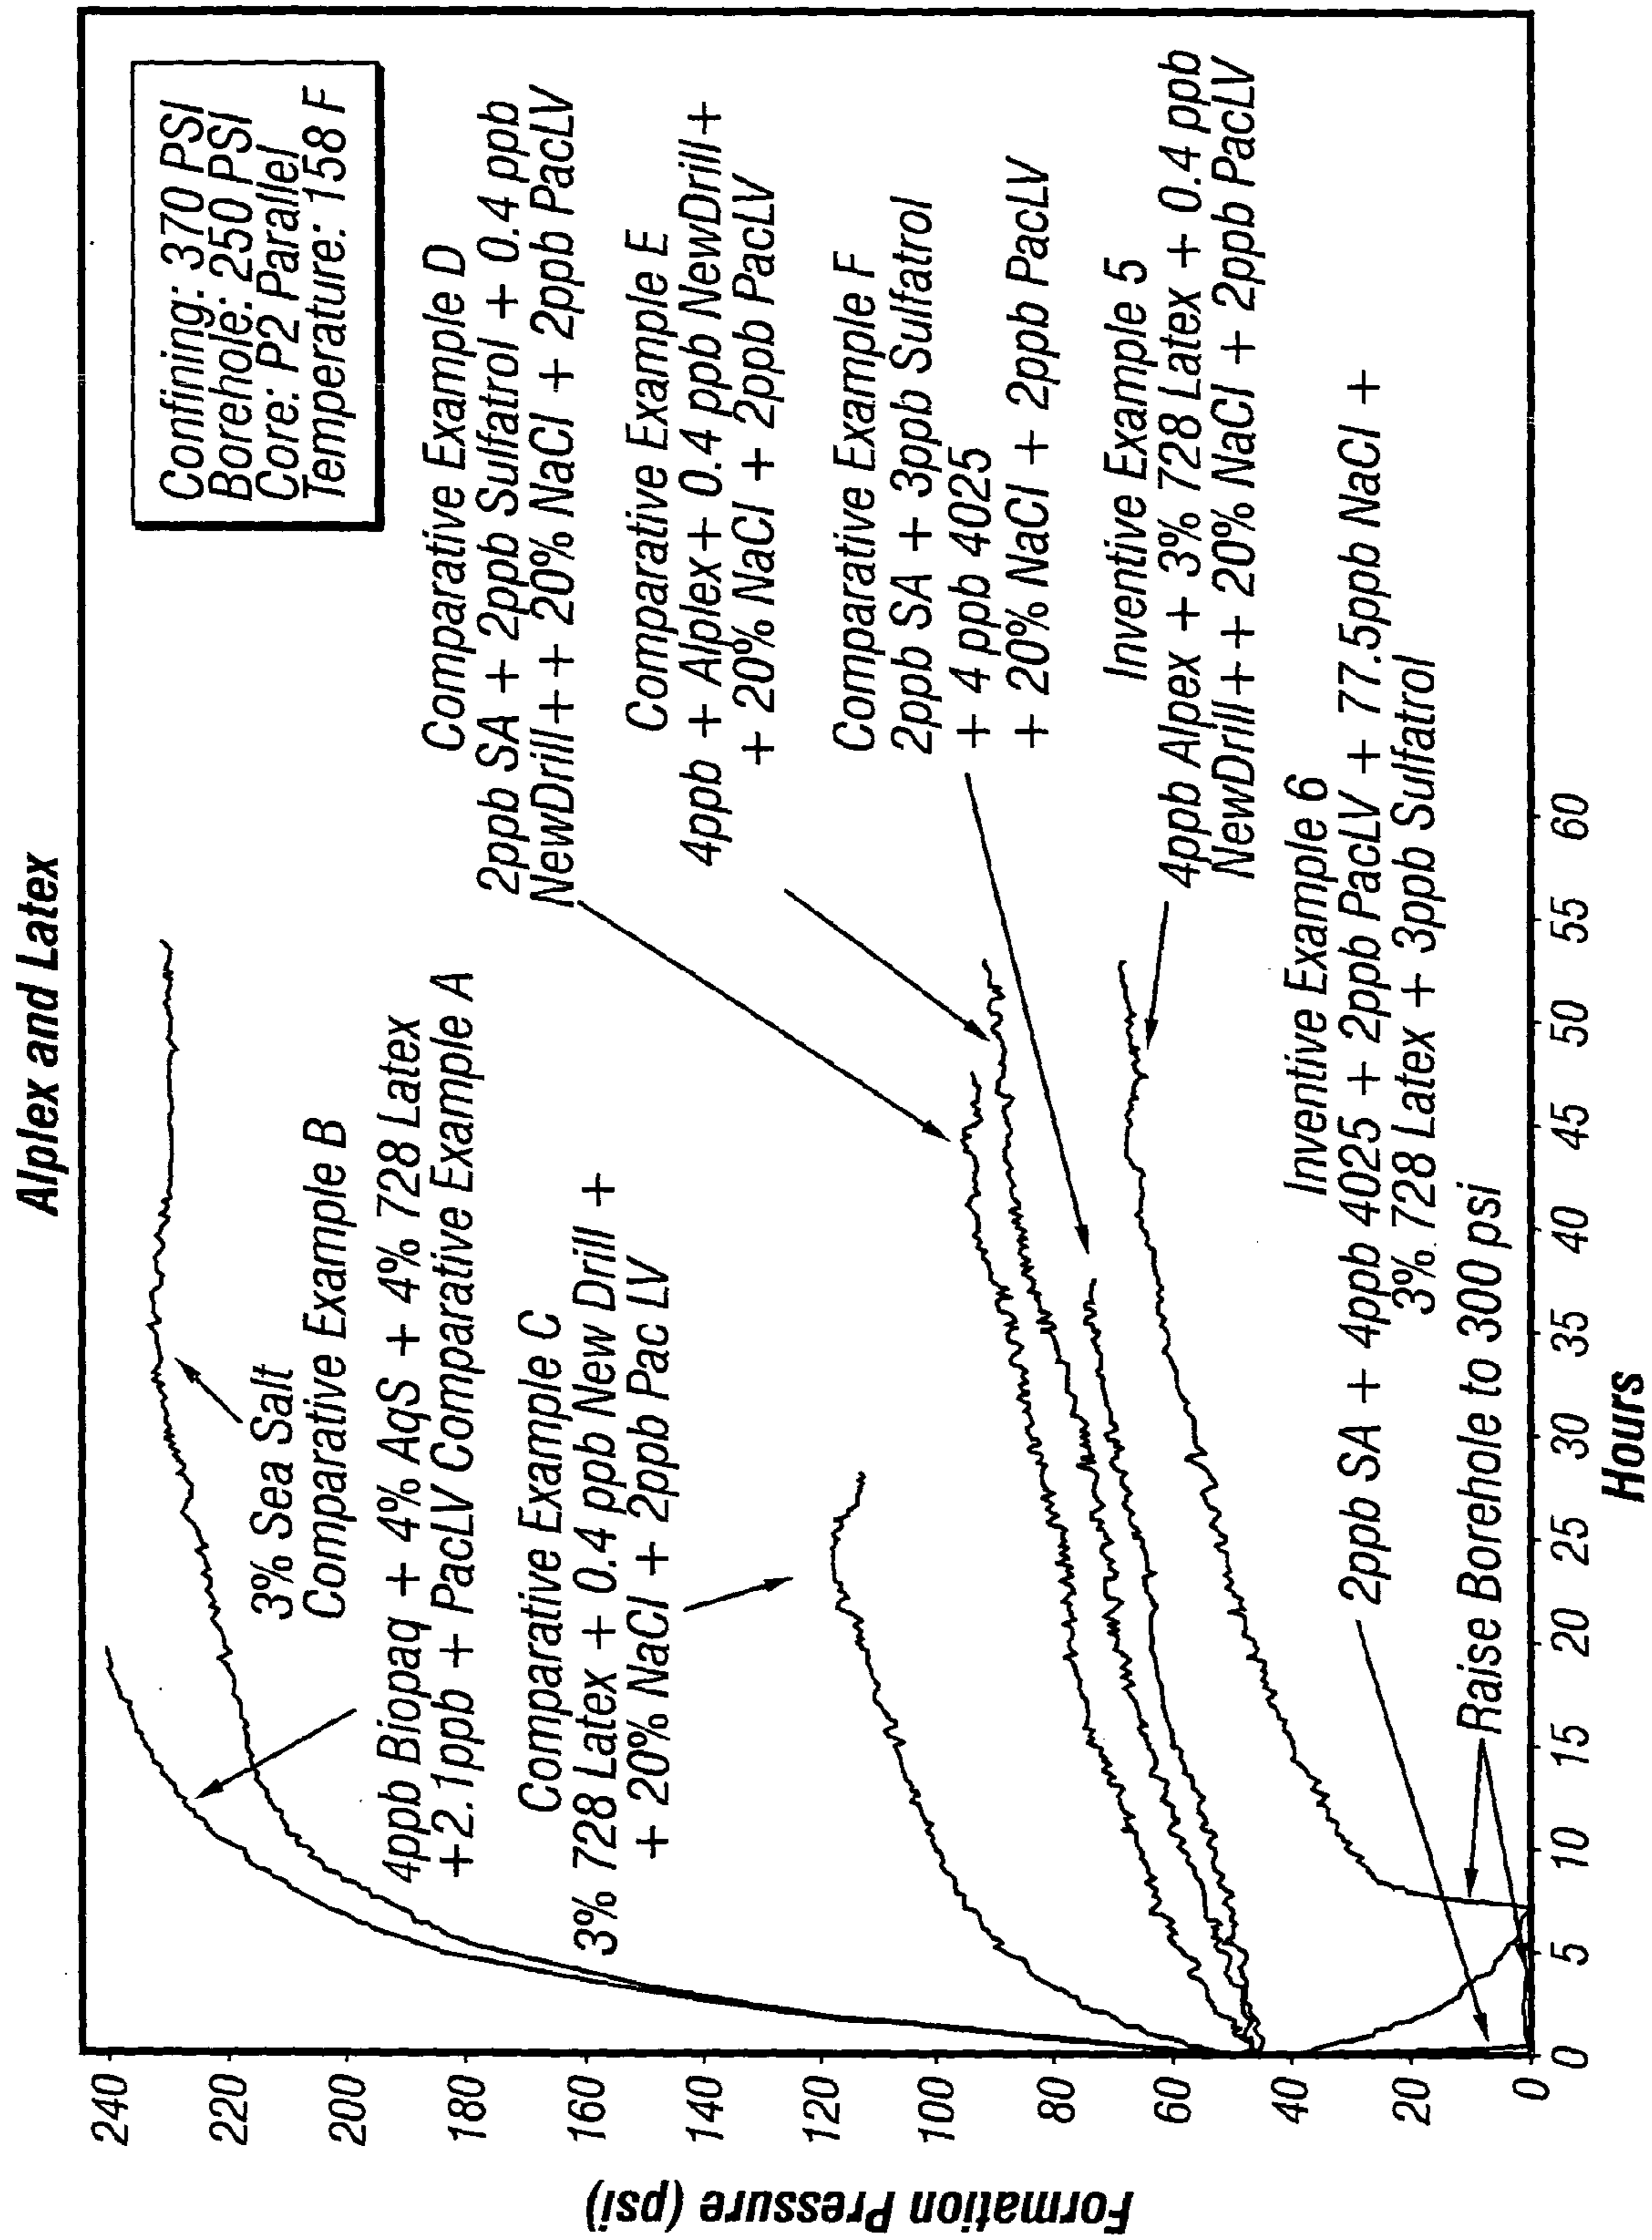 Alplex and Latex
Confining: 370 PSI
Borehole: 250 PSI
Core: P2 Parallel
Temperature: 158 F
3% Sea Salt
Comparative Example B
4ppb Biopaq + 4% AqS + 4% 728 Latex
+2.1ppb + PacLV Comparative Example A
Comparative Example C
3% 728 Latex + 0.4 ppb New Drill +
+ 20% NaCl + 2ppb Pac LV
Comparative Example D
2ppb SA + 2ppb Sulfatrol + 0.4 ppb
NewDrill++ 20% NaCl + 2ppb PacLV
Comparative Example E
4ppb + Alplex+ 0.4 ppb NewDrill+
+ 20% NaCl + 2ppb PacLV
Comparative Example F
2ppb SA + 3ppb Sulfatrol
+ 4 ppb 4025
+ 20% NaCl + 2ppb PacLV
Inventive Example 5
4ppb Alpex + 3% 728 Latex + 0.4 ppb
NewDrill++ 20% NaCl + 2ppb PacLV
Inventive Example 6
2ppb SA + 4ppb 4025 + 2ppb PacLV + 77.5ppb NaCl +
3% 728 Latex + 3ppb Sulfatrol
Raise Borehole to 300 psi
Formation Pressure (psi)
240
220
200
180
160
140
120
100
80
60
40
20
0
0 5 10 15 20 25 30 35 40 45 50 55 60
Hours